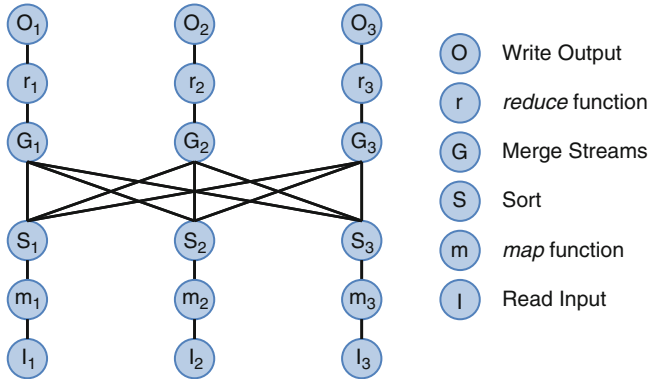 O₁ O₂ O₃ O Write Output
r₁ r₂ r₃ r reduce function
G₁ G₂ G₃ G Merge Streams
S Sort
S₁ S₂ S₃
m map function
m₁ m₂ m₃ I Read Input
I₁ I₂ I₃